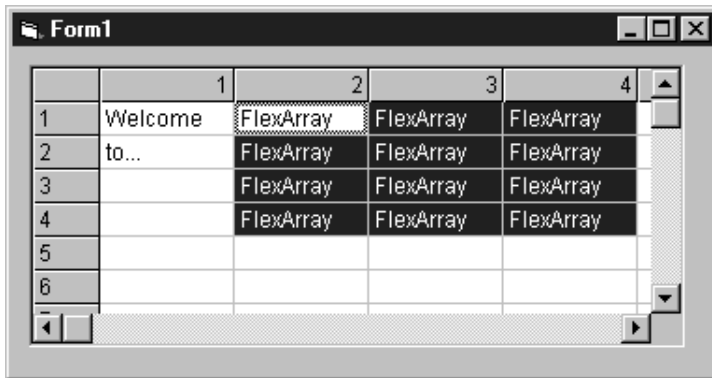 Form1
1 2 3 4
1 Welcome FlexArray FlexArray FlexArray
2 to... FlexArray FlexArray FlexArray
3 FlexArray FlexArray FlexArray
4 FlexArray FlexArray FlexArray
5
6